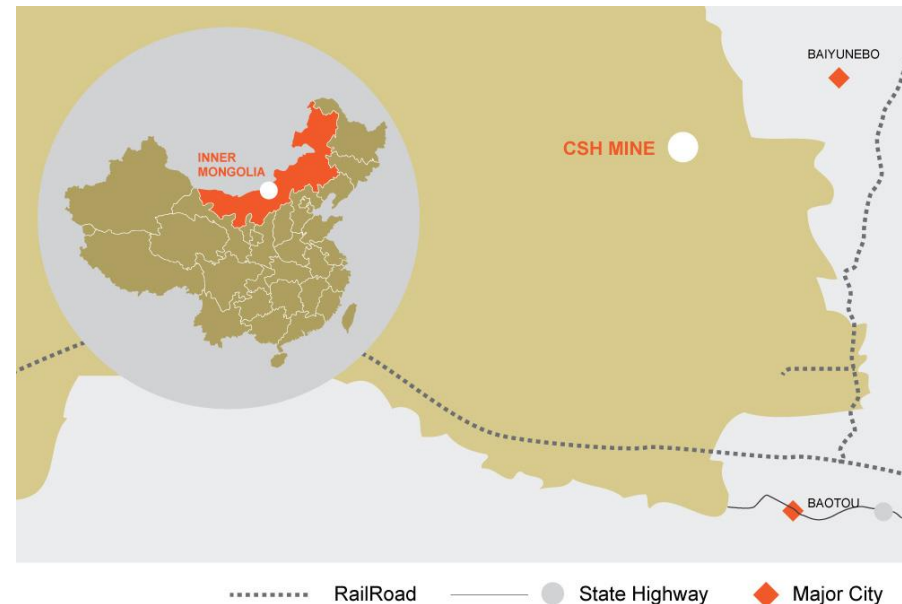 BAIYUNEBO
CSH MINE
INNER
MONGOLIA
BAOTOU
RailRoad
State Highway
Major City